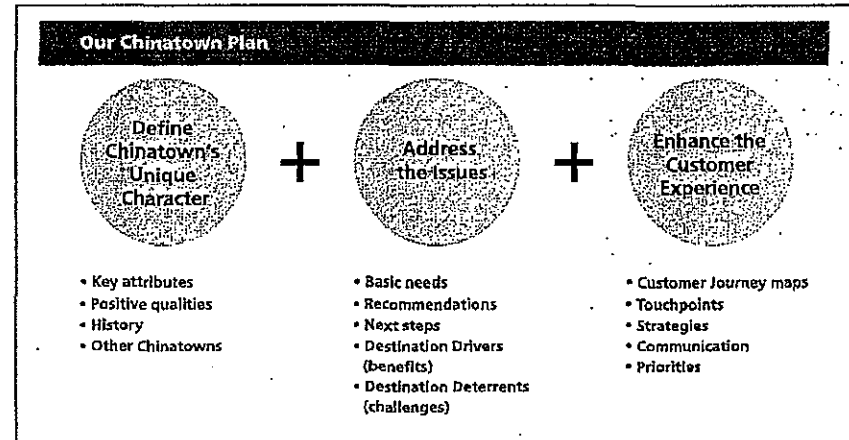 Our Chinatown Plan
Define
Chinatown's
Unique
Character
+
Address
the Issues
+
Enhance the
Customer
Experience
• Key attributes
• Positive qualities
• History
• Other Chinatowns
• Basic needs
• Recommendations
• Next steps
• Destination Drivers
(benefits)
• Destination Deterrents
(challenges)
• Customer Journey maps
• Touchpoints
• Strategies
• Communication
• Priorities